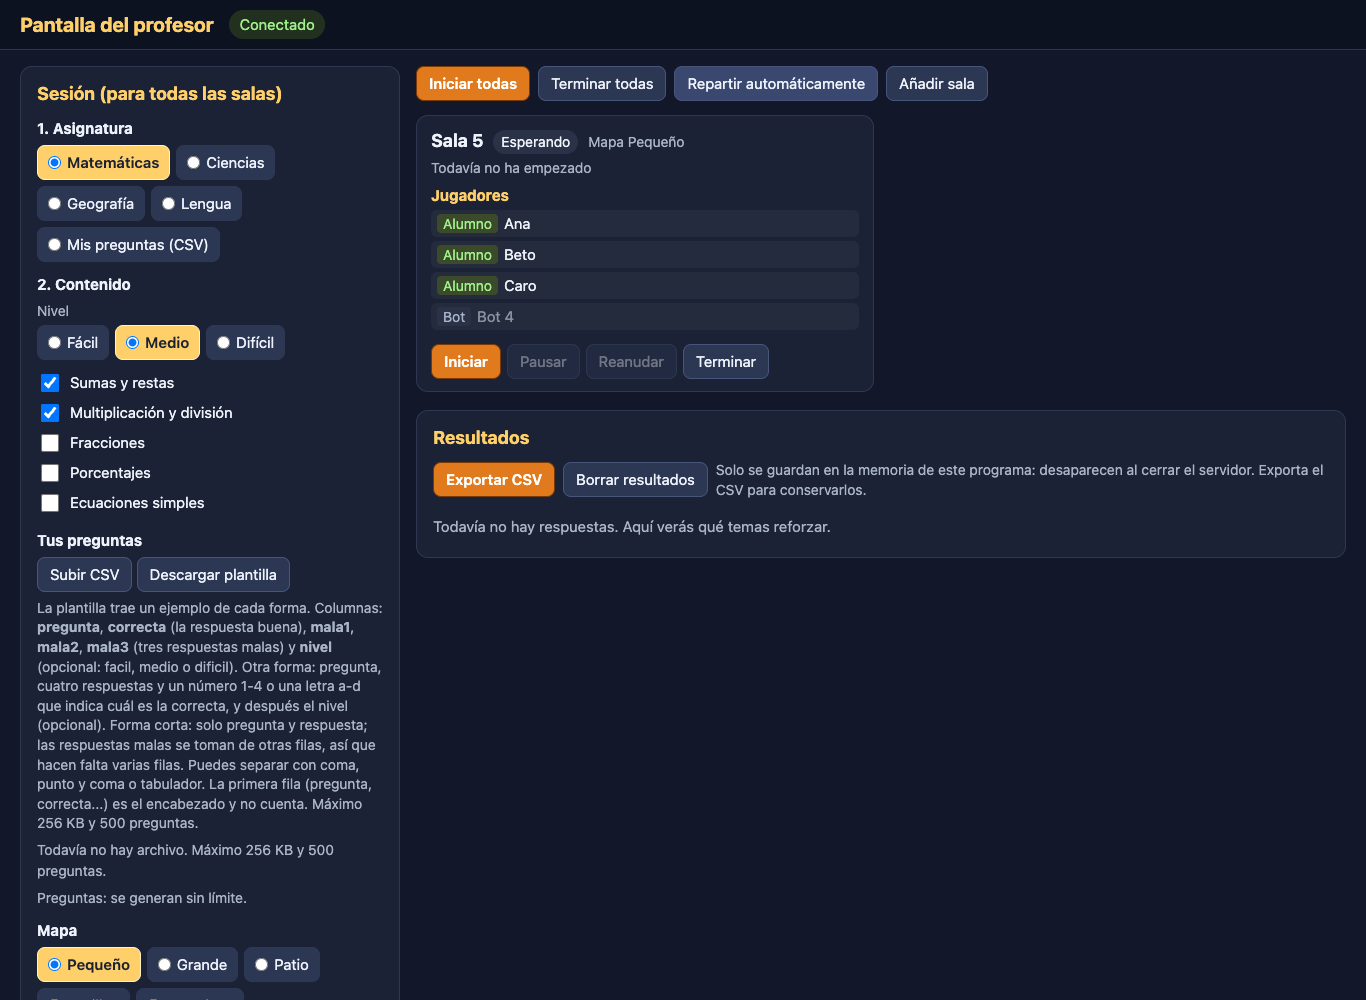 Pantalla del profesor
Conectado
Sesión (para todas las salas)
1. Asignatura
Matemáticas
Ciencias
Geografía
Lengua
Mis preguntas (CSV)
2. Contenido
Nivel
Fácil
Medio
Difícil
Sumas y restas
Multiplicación y división
Fracciones
Porcentajes
Ecuaciones simples
Tus preguntas
Subir CSV
Descargar plantilla
La plantilla trae un ejemplo de cada forma. Columnas:
pregunta, correcta (la respuesta buena), mala1,
mala2, mala3 (tres respuestas malas) y nivel
(opcional: facil, medio o dificil). Otra forma: pregunta,
cuatro respuestas y un número 1-4 o una letra a-d
que indica cuál es la correcta, y después el nivel
(opcional). Forma corta: solo pregunta y respuesta;
las respuestas malas se toman de otras filas, así que
hacen falta varias filas. Puedes separar con coma,
punto y coma o tabulador. La primera fila (pregunta,
correcta...) es el encabezado y no cuenta. Máximo
256 KB y 500 preguntas.
Todavía no hay archivo. Máximo 256 KB y 500
preguntas.
Preguntas: se generan sin límite.
Mapa
Pequeño
Grande
Patio
Iniciar todas
Terminar todas
Repartir automáticamente
Añadir sala
Sala 5
Esperando
Mapa Pequeño
Todavía no ha empezado
Jugadores
Alumno Ana
Alumno Beto
Alumno Caro
Bot Bot 4
Iniciar
Pausar
Reanudar
Terminar
Resultados
Exportar CSV
Borrar resultados
Solo se guardan en la memoria de este programa: desaparecen al cerrar el servidor. Exporta el
CSV para conservarlos.
Todavía no hay respuestas. Aquí verás qué temas reforzar.